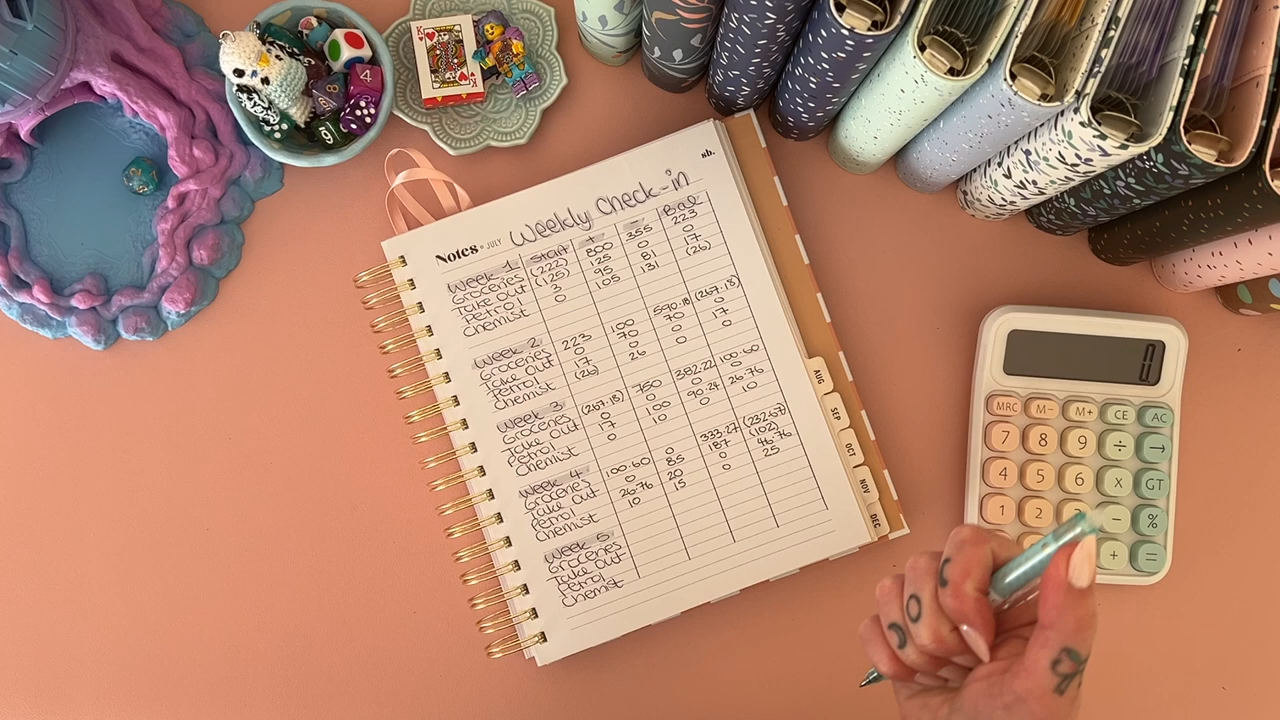 sb.
Notes • JULY Weekly Check-in
Week 1 Start + - Bal
Groceries (222) 800 355 223
Take Out (125) 125 0 0
Petrol 3 95 81 17
Chemist 0 105 131 (26)
Week 2
Groceries 223 100 590.18 (267.18)
Take Out 0 70 70 0
Petrol 17 0 0 17
Chemist (26) 26 0 0
Week 3
Groceries (267.18) 750 382.22 100.60
Take Out 0 0 0 0
Petrol 17 100 90.24 26.76
Chemist 0 10 0 10
Week 4
Groceries 100.60 0 333.27 (232.67)
Take Out 0 85 187 (102)
Petrol 26.76 20 0 46.76
Chemist 10 15 0 25
Week 5
Groceries
Take Out
Petrol
Chemist
AUG
SEP
OCT
NOV
DEC
MRC M- M+ CE AC
7 8 9 ÷ →
4 5 6 x GT
1 2 - %
+ =
K
4
8